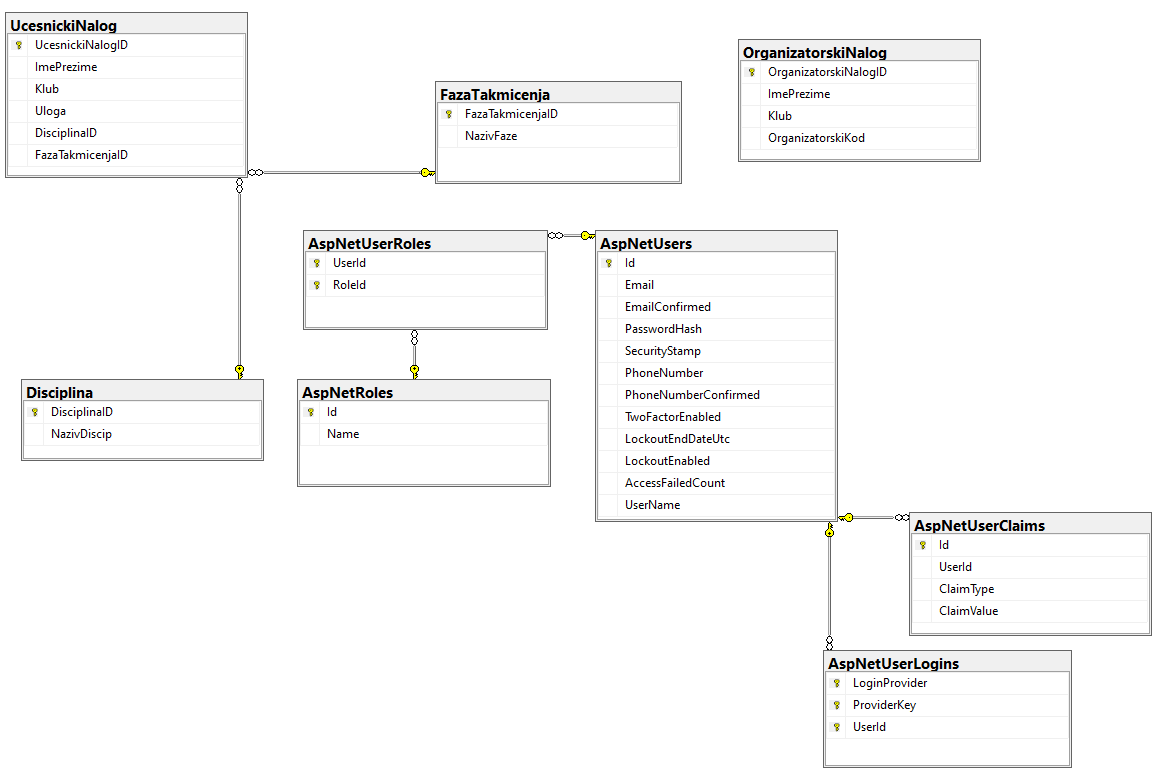 UcesnickiNalog
UcesnickiNalogID
ImePrezime
Klub
Uloga
DisciplinaID
FazaTakmicenjaID
FazaTakmicenja
FazaTakmicenjaID
NazivFaze
OrganizatorskiNalog
OrganizatorskiNalogID
ImePrezime
Klub
OrganizatorskiKod
AspNetUserRoles
UserId
RoleId
AspNetUsers
Id
Email
EmailConfirmed
PasswordHash
SecurityStamp
PhoneNumber
PhoneNumberConfirmed
TwoFactorEnabled
LockoutEndDateUtc
LockoutEnabled
AccessFailedCount
UserName
Disciplina
DisciplinaID
NazivDiscip
AspNetRoles
Id
Name
AspNetUserClaims
Id
UserId
ClaimType
ClaimValue
AspNetUserLogins
LoginProvider
ProviderKey
UserId